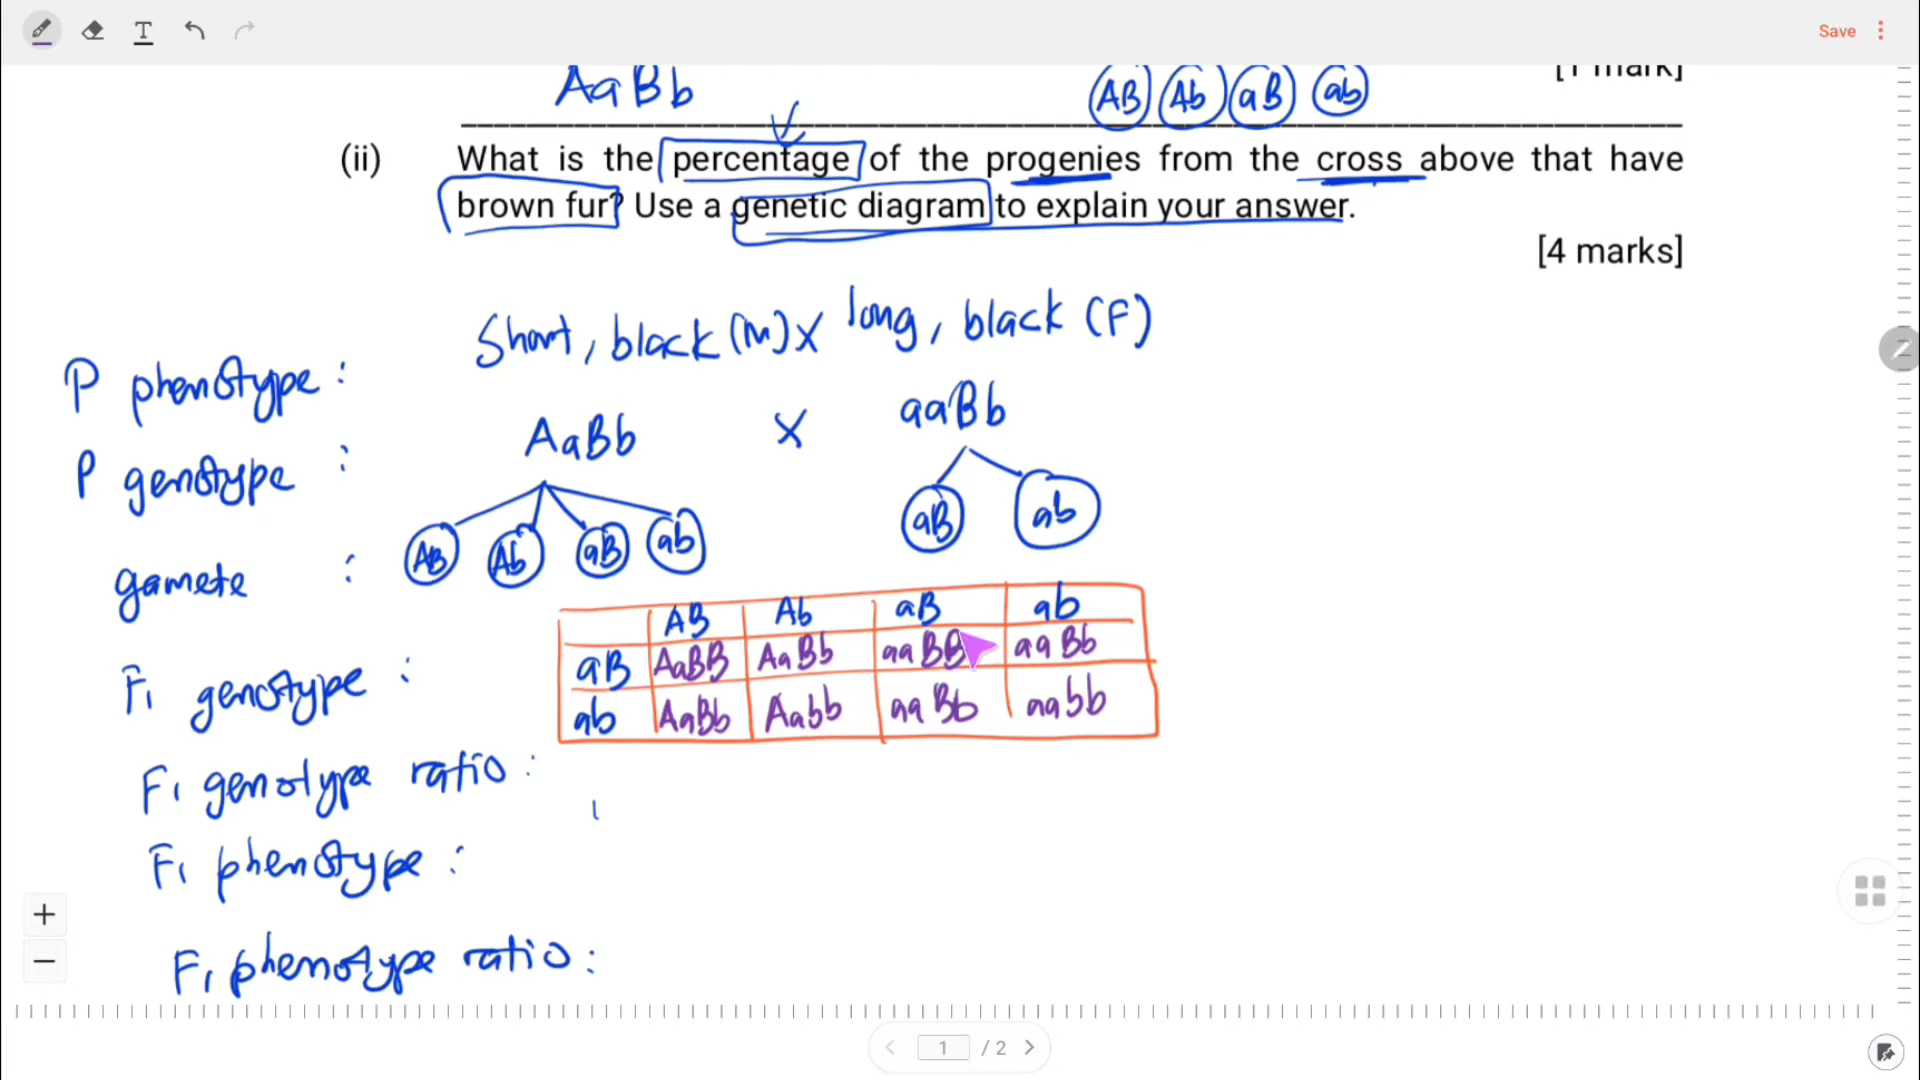 Save
AaBb
AB Ab aB ab
[1 mark]
(ii) What is the percentage of the progenies from the cross above that have
brown fur? Use a genetic diagram to explain your answer.
[4 marks]
P phenotype : Short, black (M) X long, black (F)
P genotype : AaBb X aaBb
gamete : AB Ab aB ab aB ab
F1 genotype :
AB Ab aB ab
aB AaBB AaBb aaBB aaBb
ab AaBb Aabb aaBb aabb
F1 genotype ratio :
F1 phenotype :
F1 phenotype ratio :
1 / 2